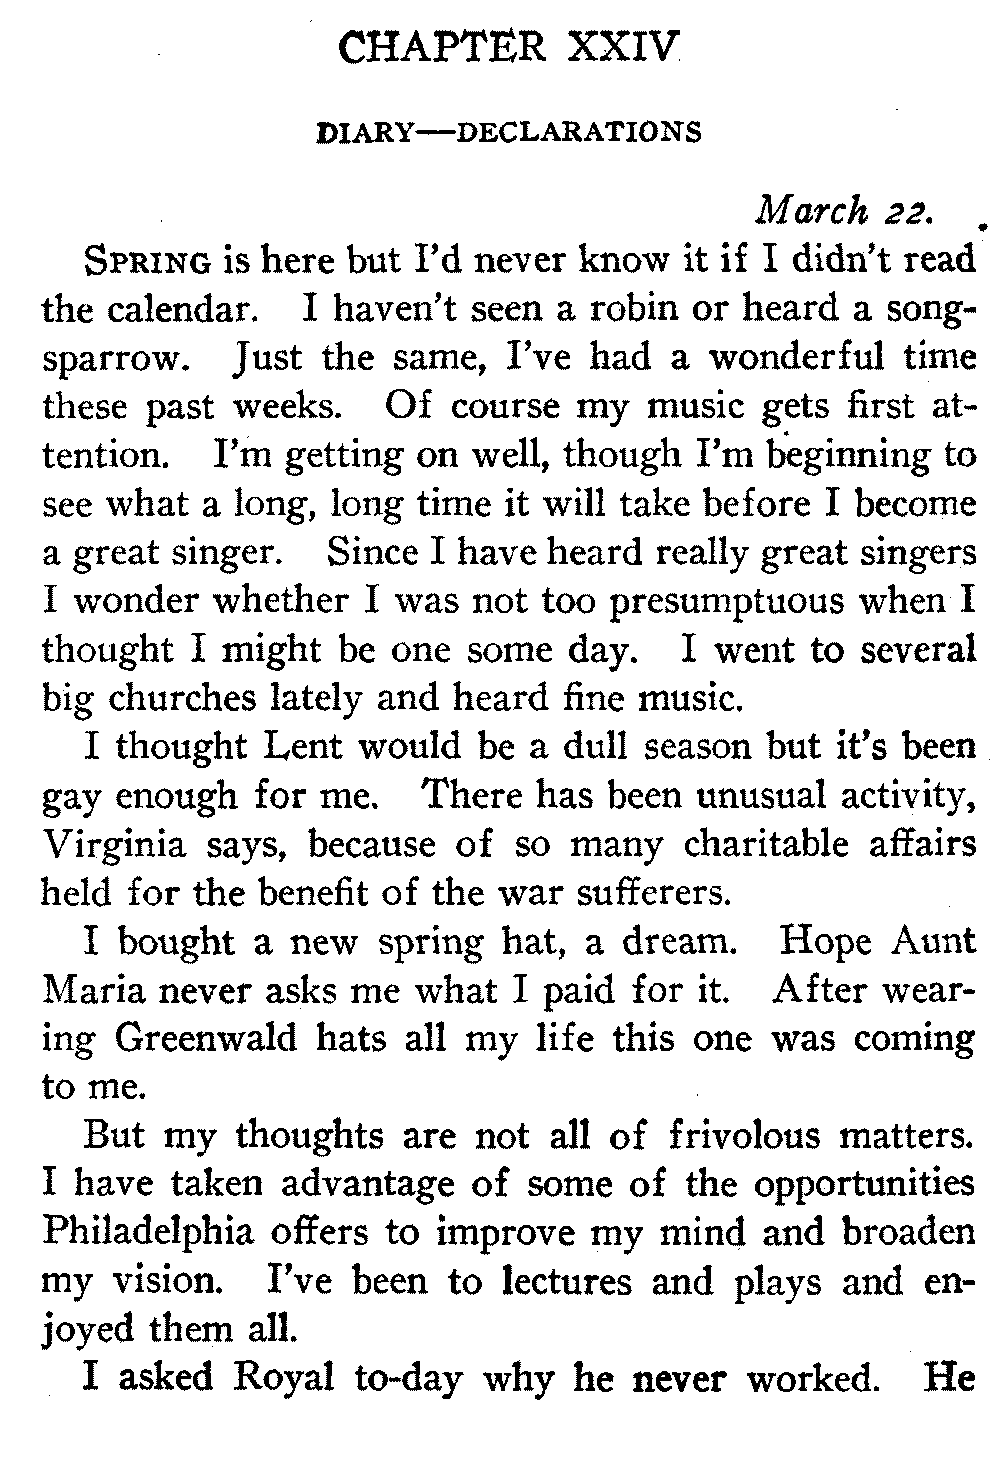 CHAPTER XXIV
DIARY—DECLARATIONS
March 22.
SPRING is here but I'd never know it if I didn't read
the calendar. I haven't seen a robin or heard a song-
sparrow. Just the same, I've had a wonderful time
these past weeks. Of course my music gets first at-
tention. I'm getting on well, though I'm beginning to
see what a long, long time it will take before I become
a great singer. Since I have heard really great singers
I wonder whether I was not too presumptuous when I
thought I might be one some day. I went to several
big churches lately and heard fine music.
I thought Lent would be a dull season but it's been
gay enough for me. There has been unusual activity,
Virginia says, because of so many charitable affairs
held for the benefit of the war sufferers.
I bought a new spring hat, a dream. Hope Aunt
Maria never asks me what I paid for it. After wear-
ing Greenwald hats all my life this one was coming
to me.
But my thoughts are not all of frivolous matters.
I have taken advantage of some of the opportunities
Philadelphia offers to improve my mind and broaden
my vision. I've been to lectures and plays and en-
joyed them all.
I asked Royal to-day why he never worked. He